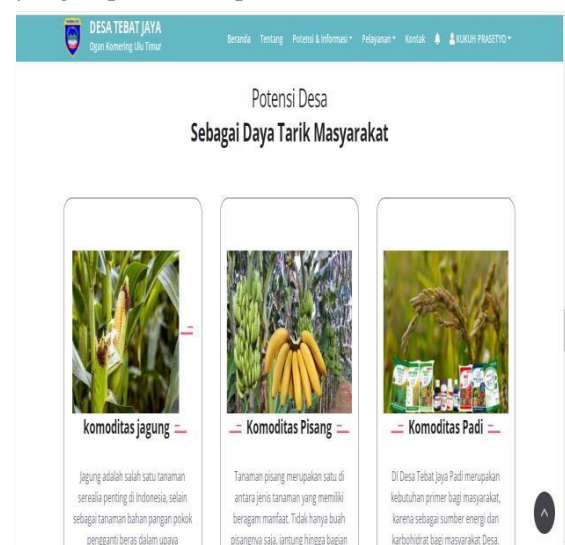 DESA TEBAT JAYA
Ogan Komering Ulu Timur
Beranda Tentang Potensi & Informasi Pelayanan Kontak KUKUH PRASETYO
Potensi Desa
Sebagai Daya Tarik Masyarakat
komoditas jagung
Jagung adalah salah satu tanaman
serealia penting di Indonesia, selain
sebagai tanaman bahan pangan pokok
pengganti beras dalam upaya
Komoditas Pisang
Tanaman pisang merupakan satu di
antara jenis tanaman yang memiliki
beragam manfaat. Tidak hanya buah
pisangnya saja, jantung hingga bagian
Komoditas Padi
Di Desa Tebat Jaya Padi merupakan
kebutuhan primer bagi masyarakat,
karena sebagai sumber energi dan
karbohidrat bagi masyarakat Desa.